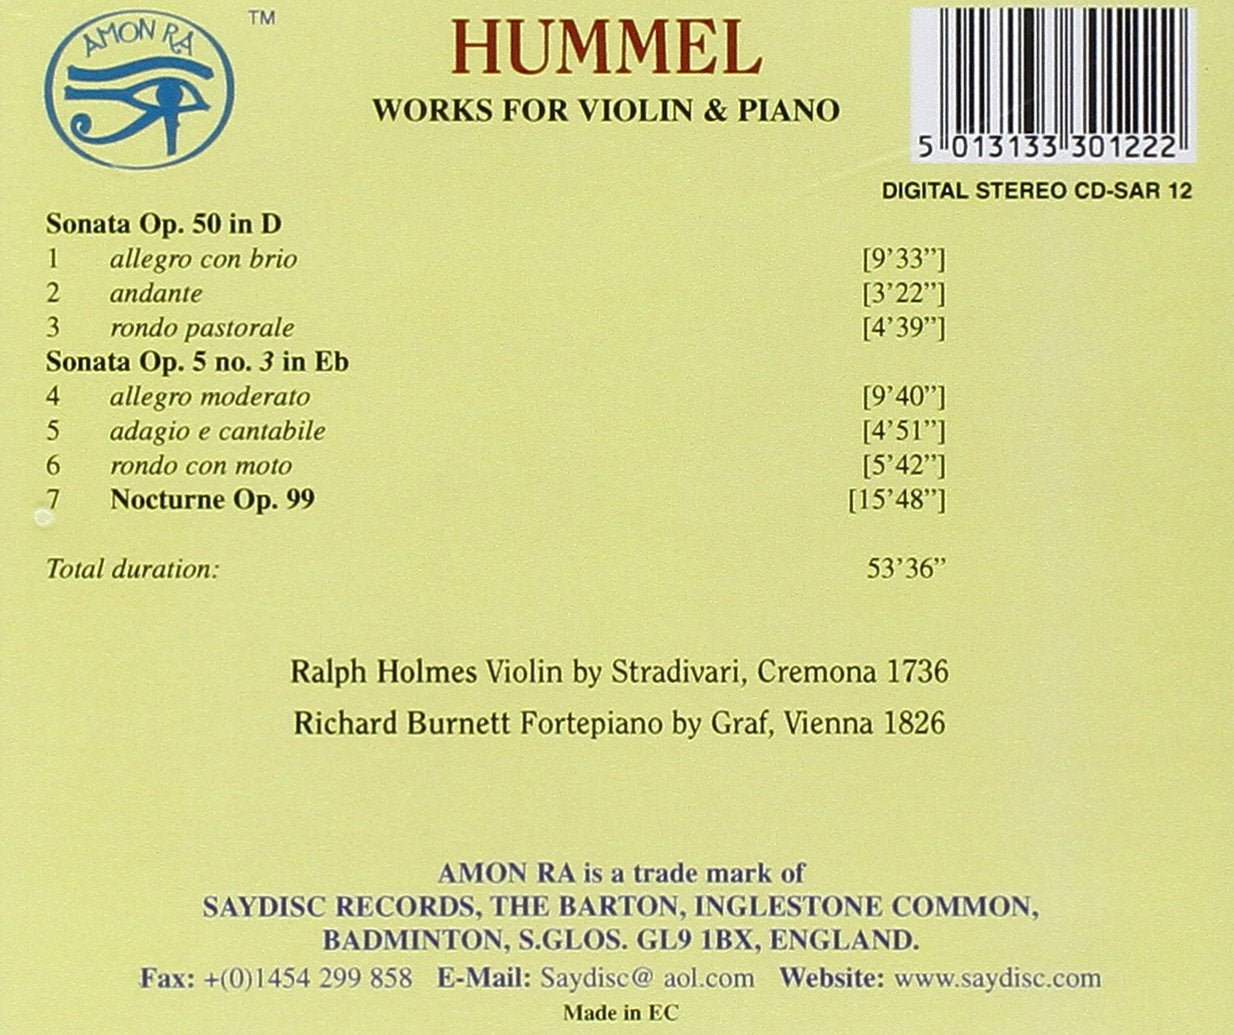 AMON RA
TM
HUMMEL
WORKS FOR VIOLIN & PIANO
5 013133 301222
DIGITAL STEREO CD-SAR 12
Sonata Op. 50 in D
1 allegro con brio [9’33”]
2 andante [3’22”]
3 rondo pastorale [4’39”]
Sonata Op. 5 no. 3 in Eb
4 allegro moderato [9’40”]
5 adagio e cantabile [4’51”]
6 rondo con moto [5’42”]
7 Nocturne Op. 99 [15’48”]
Total duration: 53’36”
Ralph Holmes Violin by Stradivari, Cremona 1736
Richard Burnett Fortepiano by Graf, Vienna 1826
AMON RA is a trade mark of
SAYDISC RECORDS, THE BARTON, INGLESTONE COMMON,
BADMINTON, S.GLOS. GL9 1BX, ENGLAND.
Fax: +(0)1454 299 858 E-Mail: Saydisc@ aol.com Website: www.saydisc.com
Made in EC